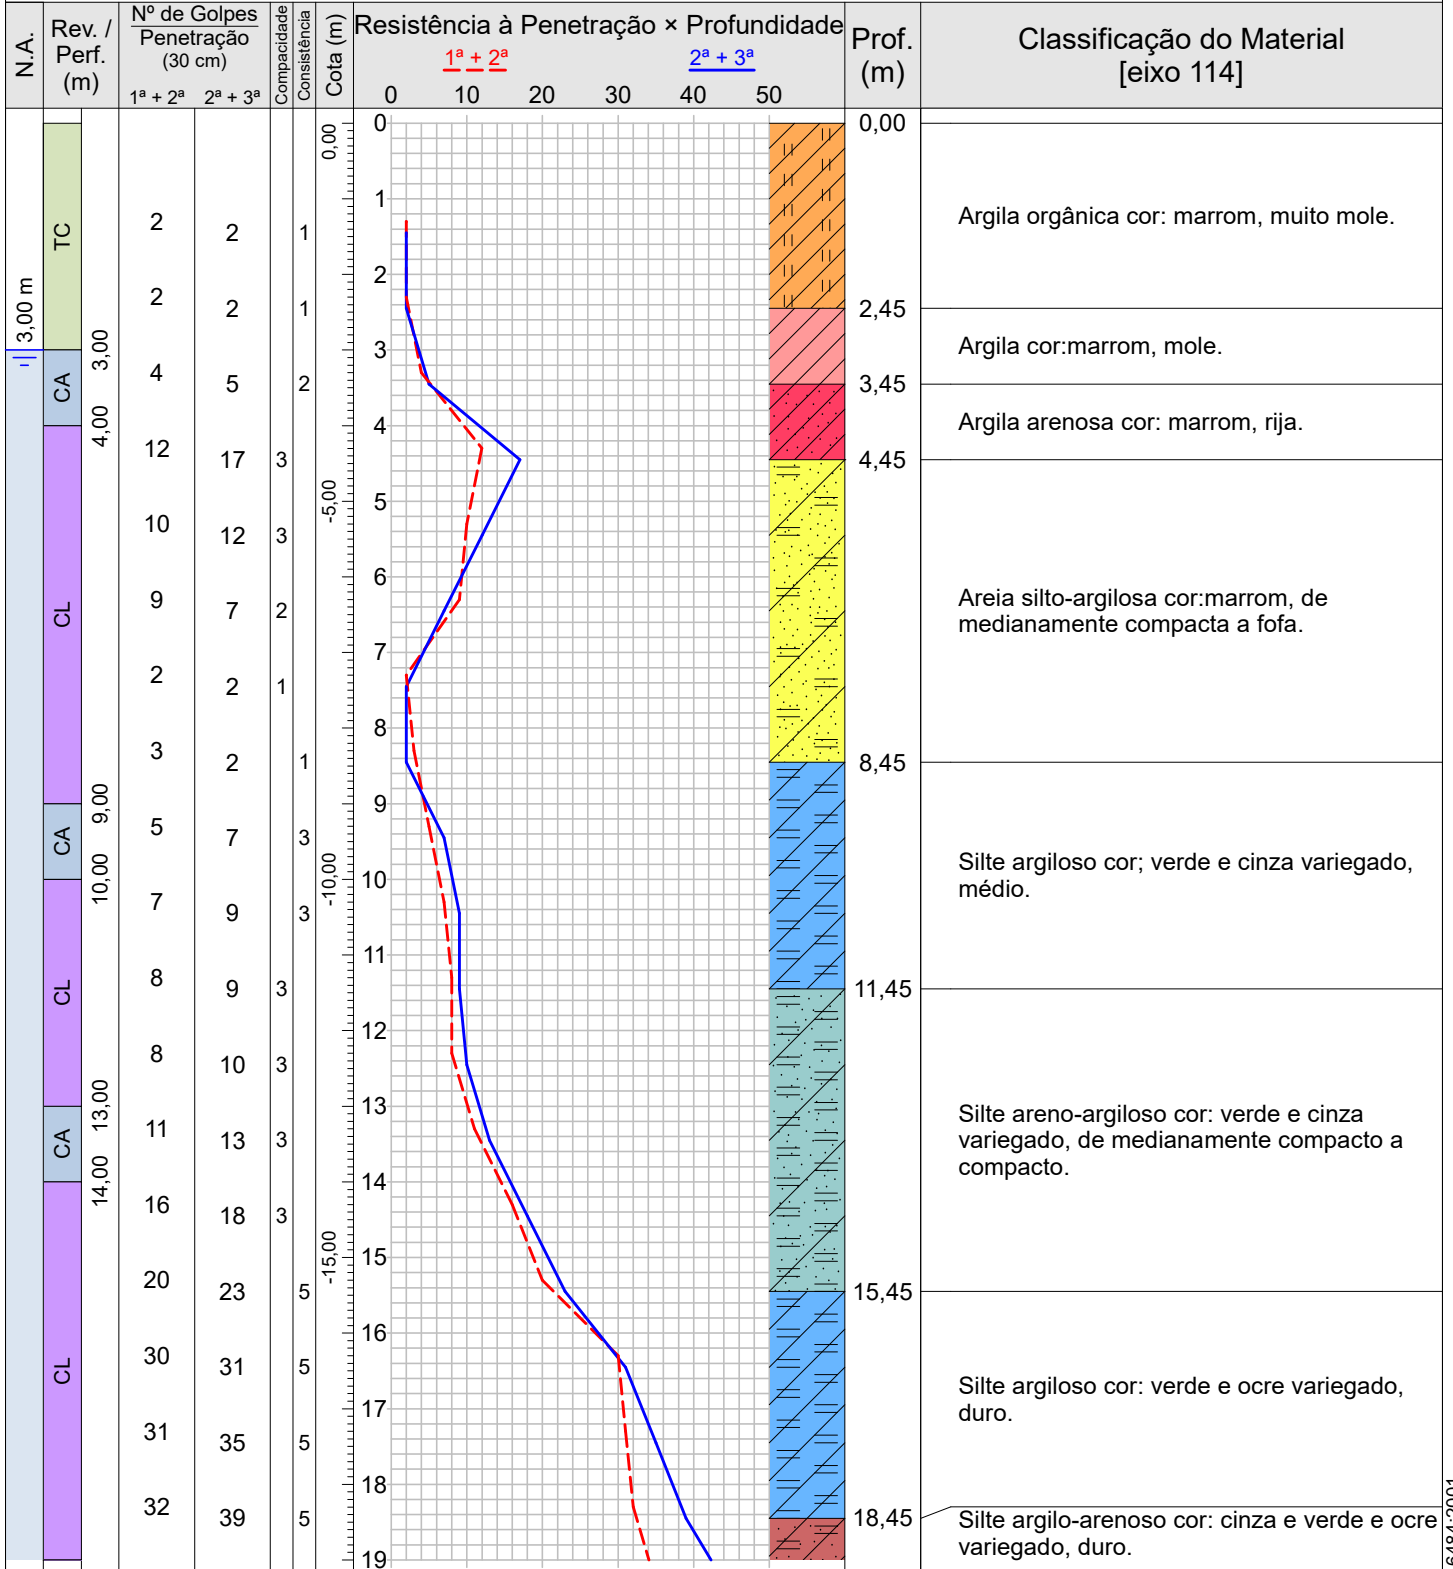 N.A.
Rev. /
Perf.
(m)
Nº de Golpes
Penetração
(30 cm)
1ª + 2ª
2ª + 3ª
Compacidade
Consistência
Cota (m)
Resistência à Penetração × Profundidade
1ª + 2ª
2ª + 3ª
0 10 20 30 40 50
Prof.
(m)
Classificação do Material
[eixo 114]
0
0,00
0,00
1
Argila orgânica cor: marrom, muito mole.
TC
2 2 1
2
2 2 1
2,45
3,00 m
3,00
3
Argila cor:marrom, mole.
CA
4 5 2
3,45
4,00
4
Argila arenosa cor: marrom, rija.
12 17 3
4,45
-5,00
5
10 12 3
6
CL
9 7 2
Areia silto-argilosa cor:marrom, de
medianamente compacta a fofa.
7
2 2 1
8
3 2 1
8,45
9,00
9
CA
5 7 3
Silte argiloso cor; verde e cinza variegado,
médio.
10,00
-10,00
10
7 9 3
11
CL
8 9 3
11,45
12
8 10 3
13,00
13
CA
11 13 3
Silte areno-argiloso cor: verde e cinza
variegado, de medianamente compacto a
compacto.
14,00
14
16 18 3
-15,00
15
20 23 5
15,45
16
CL
30 31 5
Silte argiloso cor: verde e ocre variegado,
duro.
17
31 35 5
18
32 39 5
18,45
Silte argilo-arenoso cor: cinza e verde e ocre
variegado, duro.
19
6484:2001